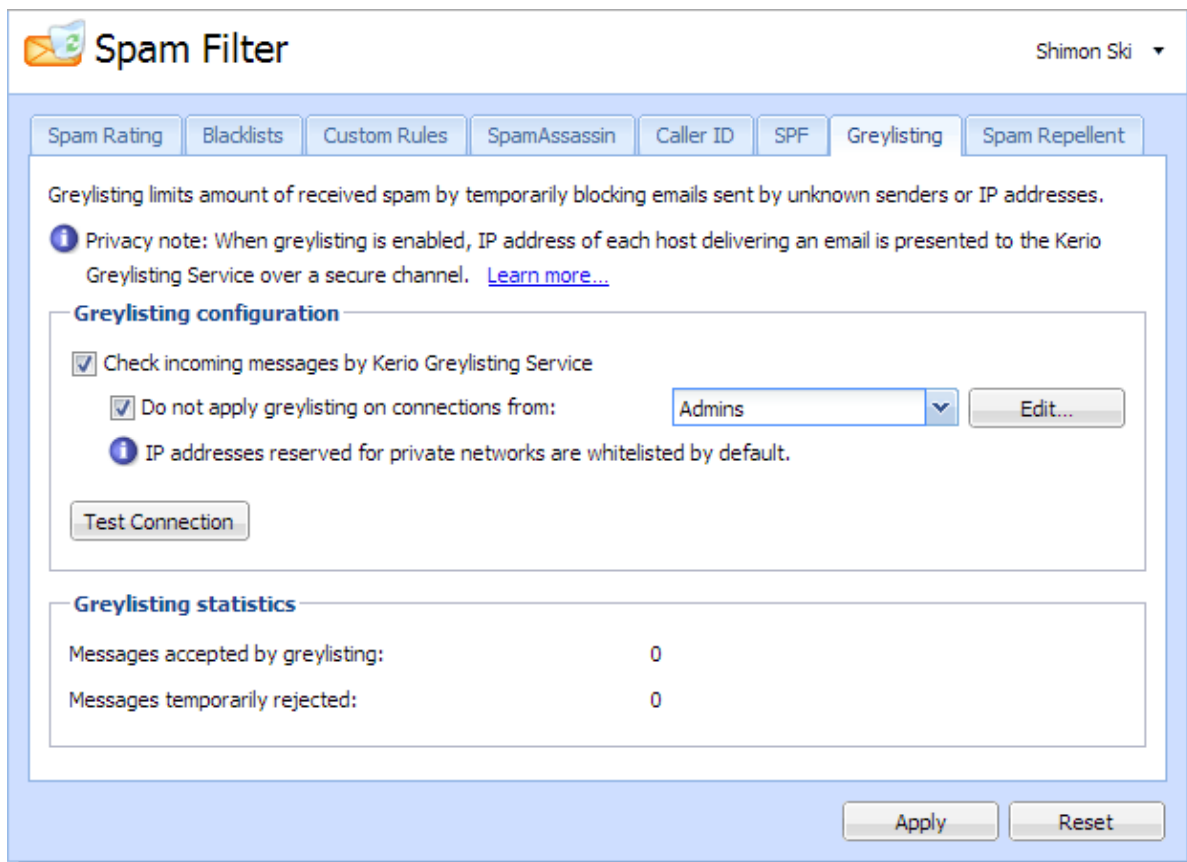 Spam Filter
Shimon Ski
Spam Rating
Blacklists
Custom Rules
SpamAssassin
Caller ID
SPF
Greylisting
Spam Repellent
Greylisting limits amount of received spam by temporarily blocking emails sent by unknown senders or IP addresses.
Privacy note: When greylisting is enabled, IP address of each host delivering an email is presented to the Kerio
Greylisting Service over a secure channel. Learn more...
Greylisting configuration
Check incoming messages by Kerio Greylisting Service
Do not apply greylisting on connections from:
Admins
Edit...
IP addresses reserved for private networks are whitelisted by default.
Test Connection
Greylisting statistics
Messages accepted by greylisting: 0
Messages temporarily rejected: 0
Apply
Reset